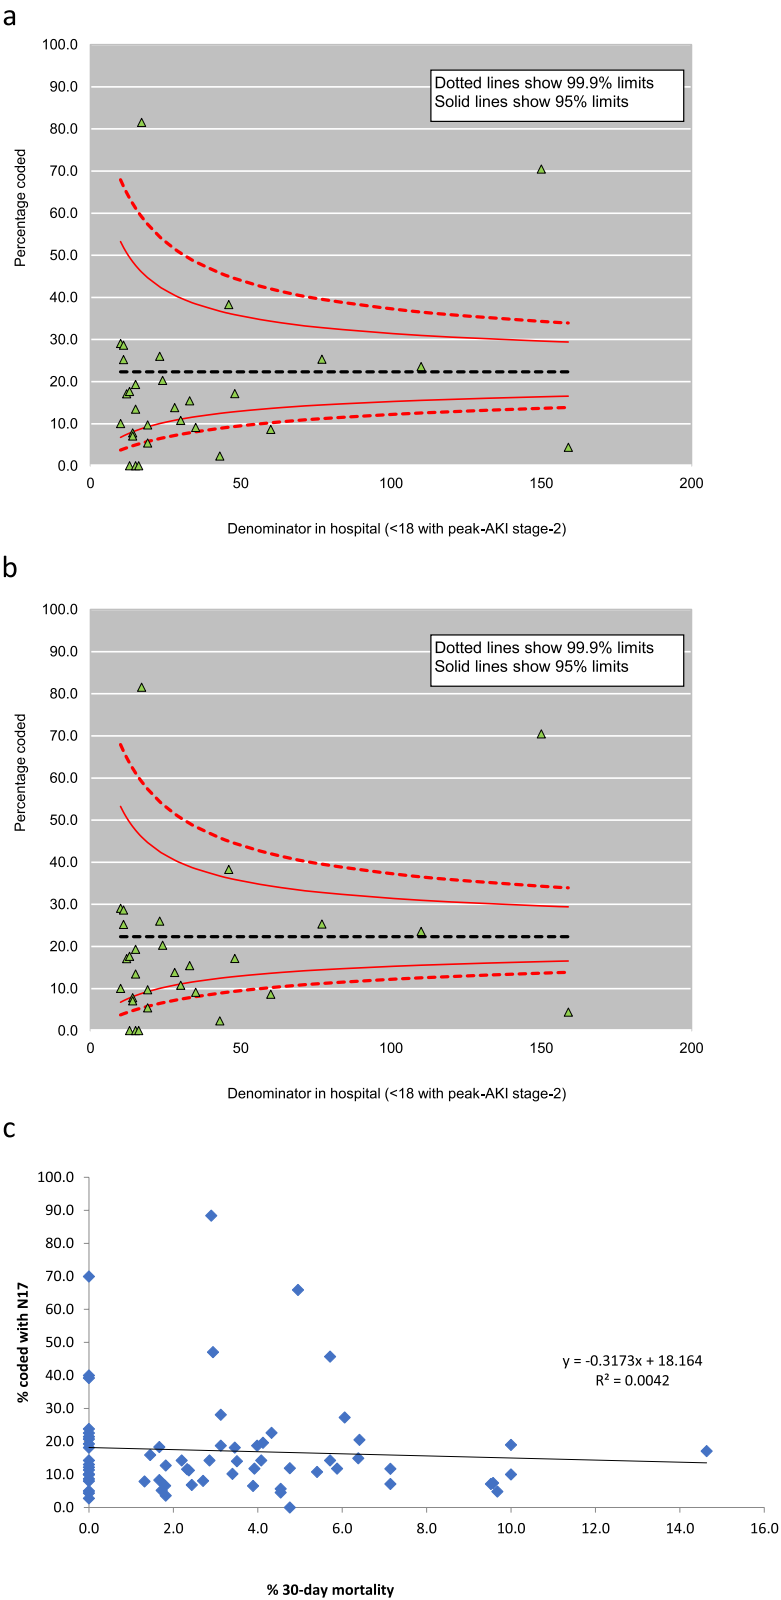 a
100.0
90.0
80.0
70.0
60.0
50.0
40.0
30.0
20.0
10.0
0.0
Percentage coded
Dotted lines show 99.9% limits
Solid lines show 95% limits
0 50 100 150 200
Denominator in hospital (<18 with peak-AKI stage-2)
b
100.0
90.0
80.0
70.0
60.0
50.0
40.0
30.0
20.0
10.0
0.0
Percentage coded
Dotted lines show 99.9% limits
Solid lines show 95% limits
0 50 100 150 200
Denominator in hospital (<18 with peak-AKI stage-2)
c
100.0
90.0
80.0
70.0
60.0
50.0
40.0
30.0
20.0
10.0
0.0
% coded with N17
y = -0.3173x + 18.164
R² = 0.0042
0.0 2.0 4.0 6.0 8.0 10.0 12.0 14.0 16.0
% 30-day mortality